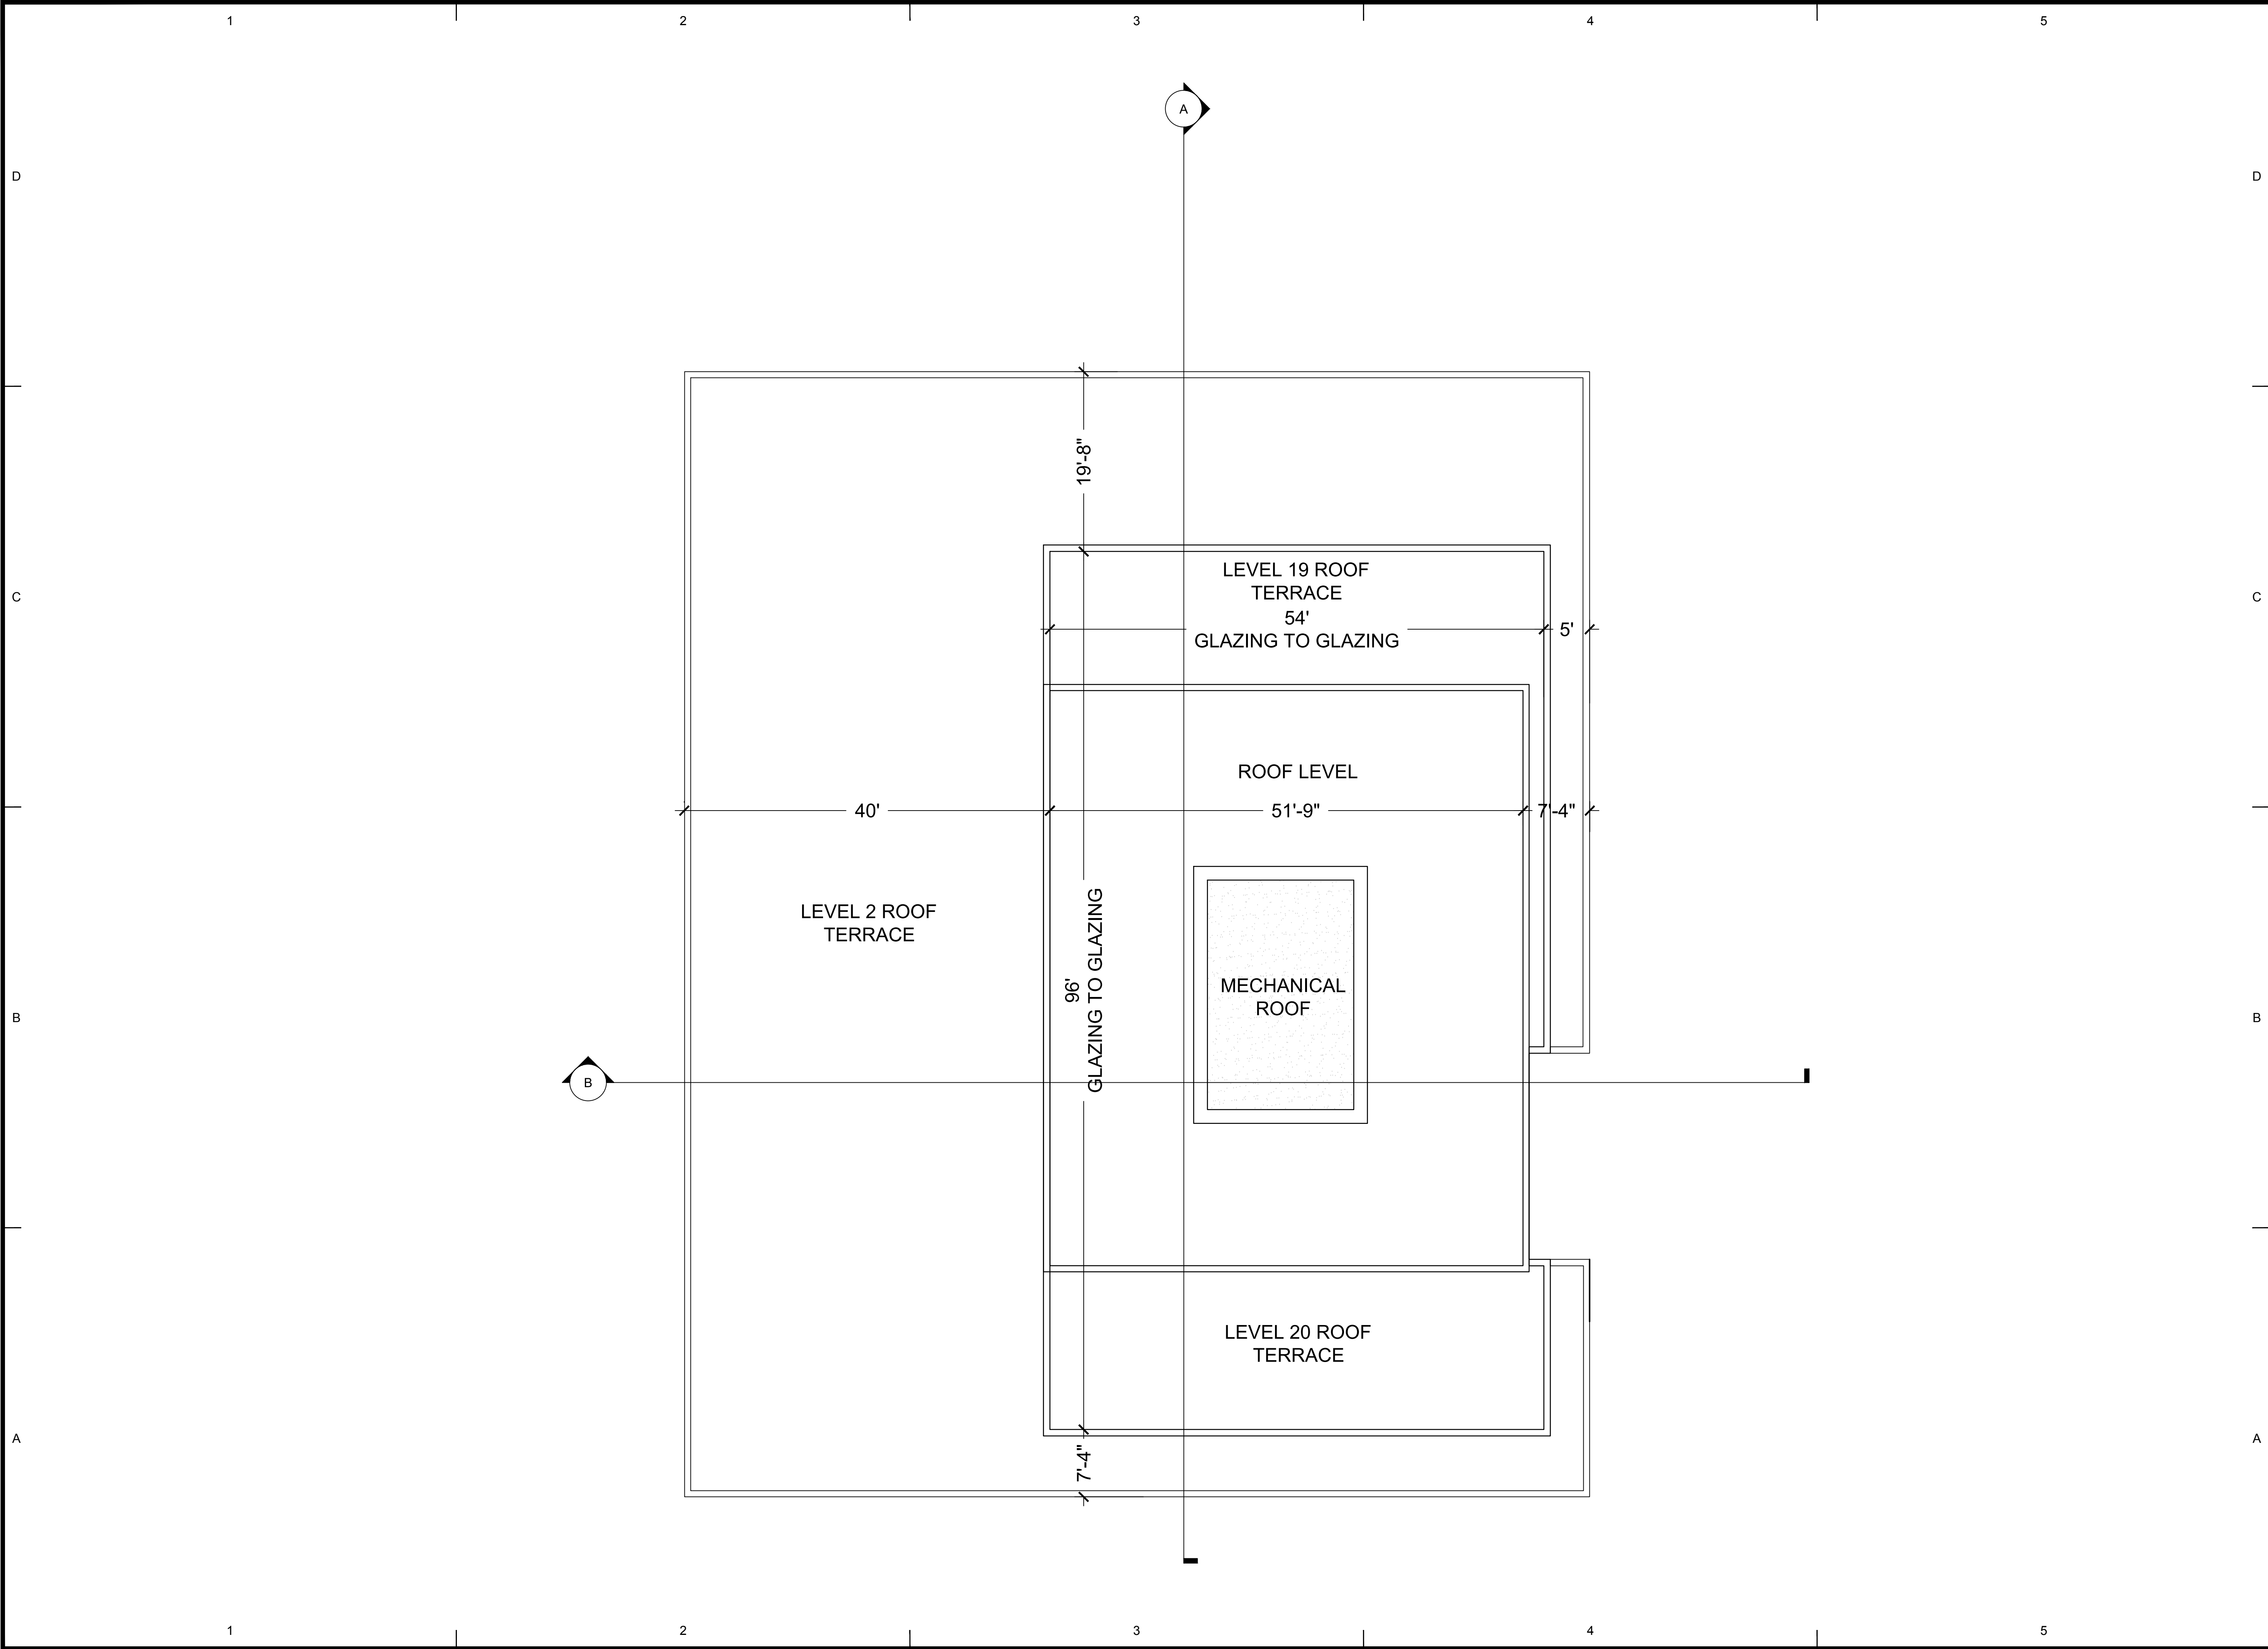 1 2 3 4 5
A
D D
19'-8"
LEVEL 19 ROOF
TERRACE
C C
54'
5'
GLAZING TO GLAZING
ROOF LEVEL
40' 51'-9" 7'-4"
LEVEL 2 ROOF
TERRACE
96'
GLAZING TO GLAZING
MECHANICAL
ROOF
B B
B
LEVEL 20 ROOF
TERRACE
A A
7'-4"
1 2 3 4 5